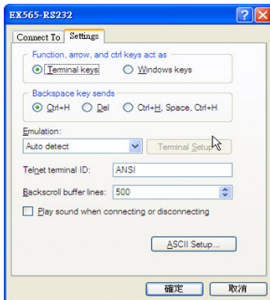 EX565-RS232
Connect To Settings
Function, arrow, and ctrl keys act as
Terminal keys Windows keys
Backspace key sends
Ctrl+H Del Ctrl+H, Space, Ctrl+H
Emulation:
Auto detect Terminal Setup...
Telnet terminal ID: ANSI
Backscroll buffer lines: 500
Play sound when connecting or disconnecting
ASCII Setup...
確定 取消